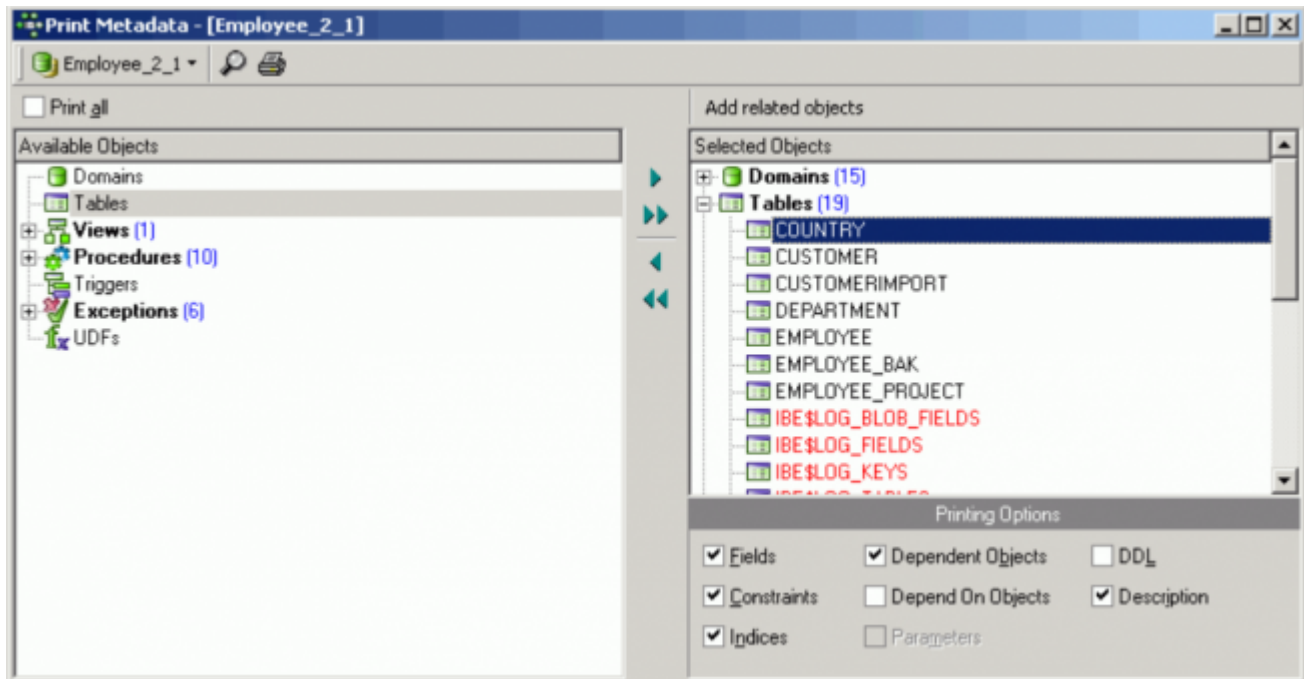 Print Metadata - [Employee_2_1]
Employee_2_1
Print all
Add related objects
Available Objects
Domains
Tables
Views (1)
Procedures (10)
Triggers
Exceptions (6)
UDFs
Selected Objects
Domains (15)
Tables (19)
COUNTRY
CUSTOMER
CUSTOMERIMPORT
DEPARTMENT
EMPLOYEE
EMPLOYEE_BAK
EMPLOYEE_PROJECT
IBE$LOG_BLOB_FIELDS
IBE$LOG_FIELDS
IBE$LOG_KEYS
Printing Options
Fields Dependent Objects DDL
Constraints Depend On Objects Description
Indices Parameters